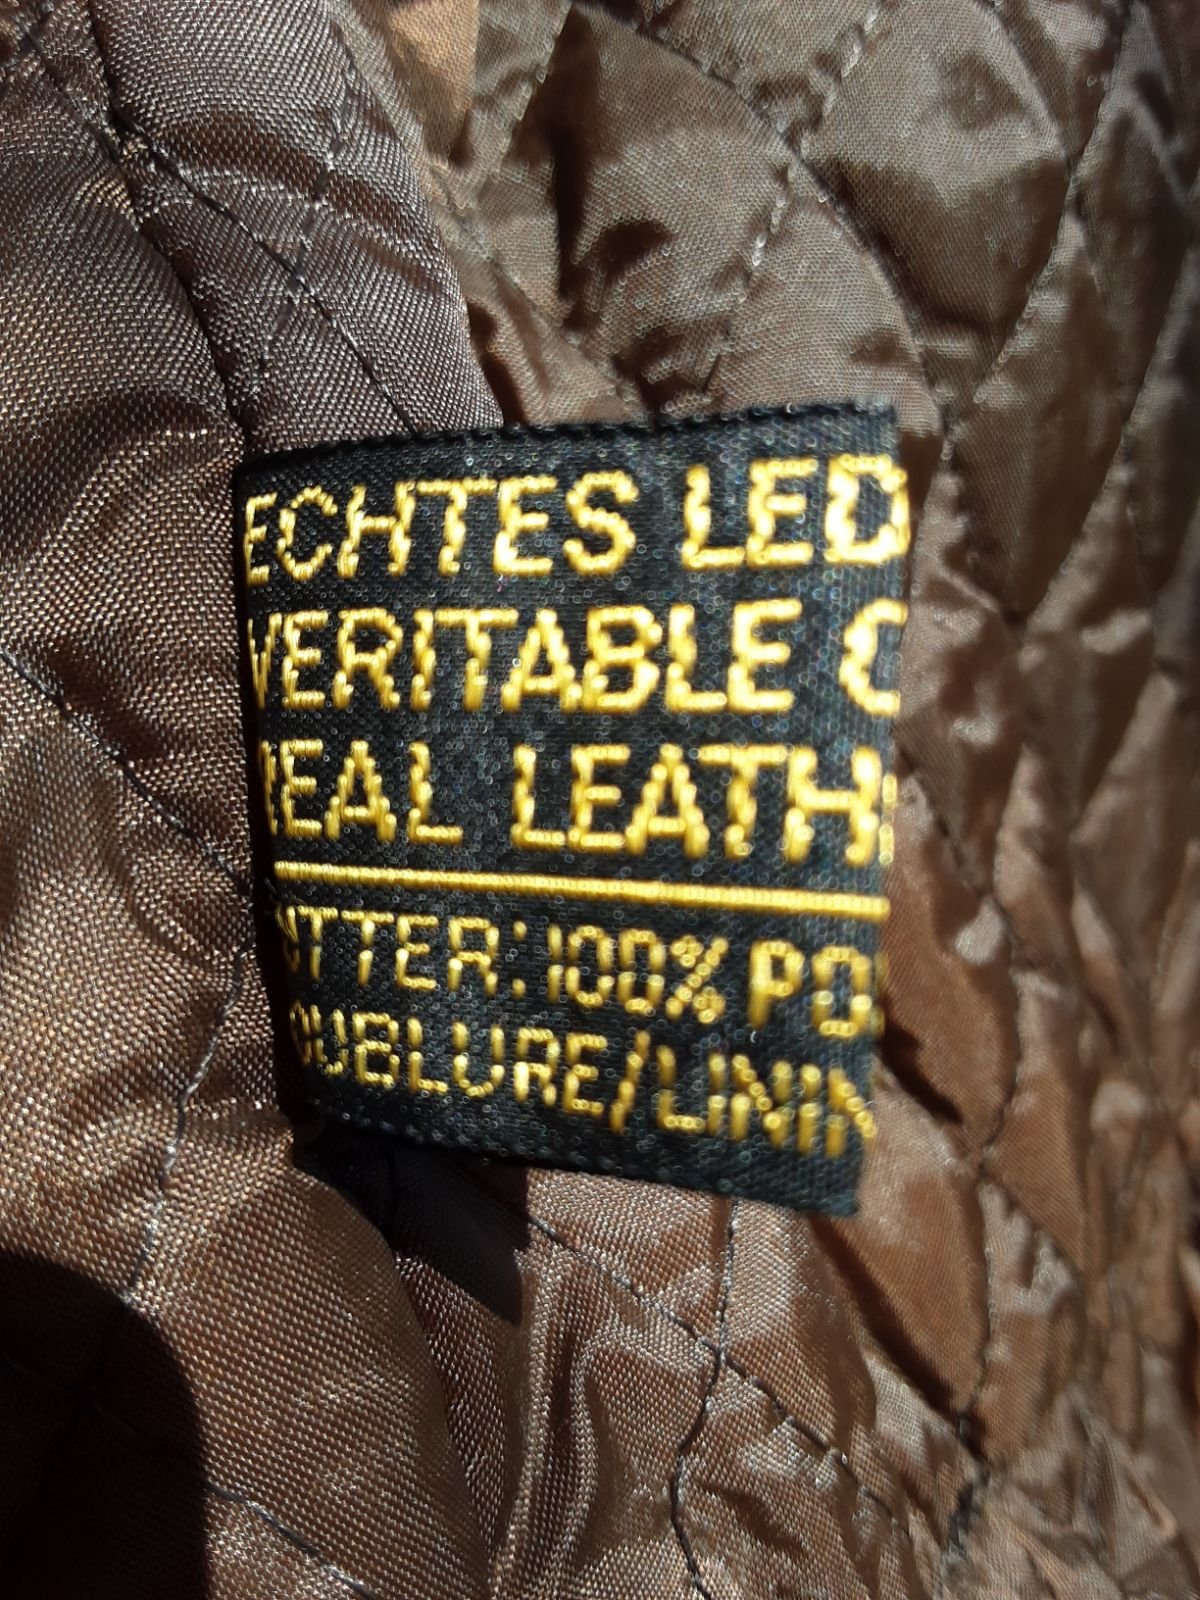 ECHTES LED
VERITABLE C
REAL LEATH
UTTER: 100% PO
OUBLURE/LININ